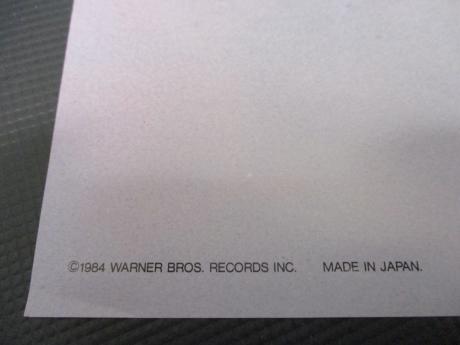 ©1984 WARNER BROS. RECORDS INC. MADE IN JAPAN.